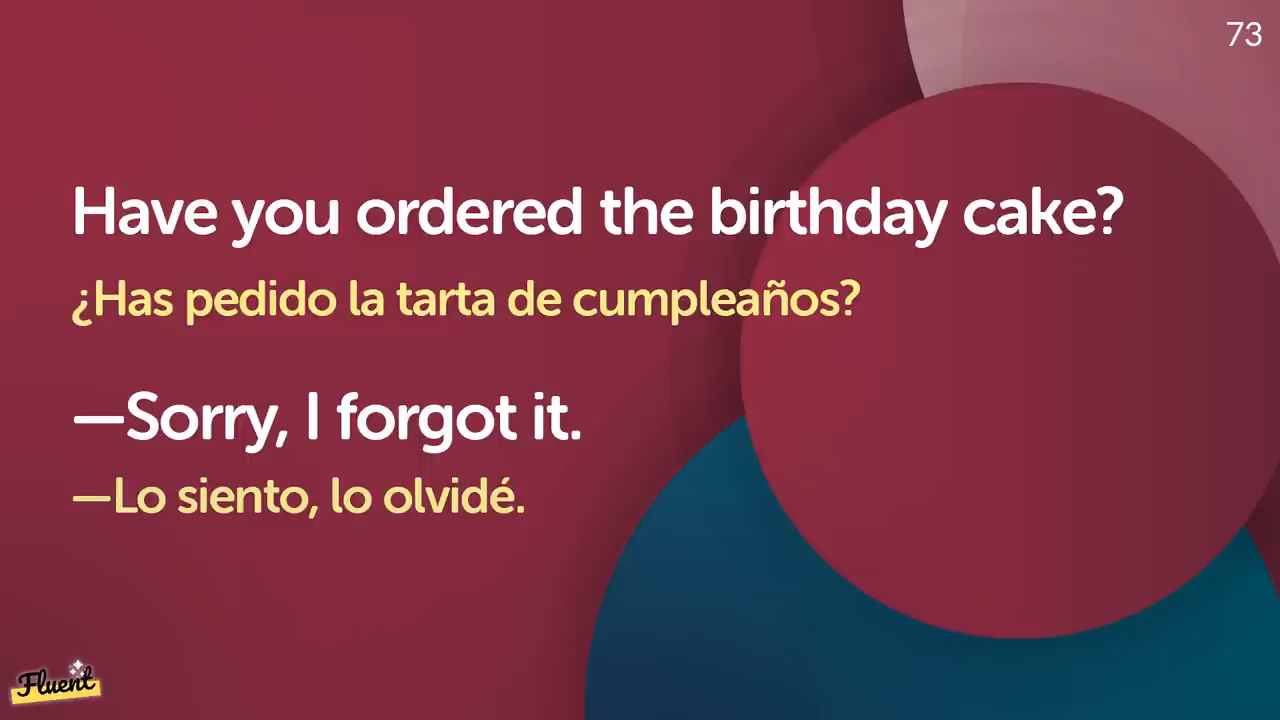 73
Have you ordered the birthday cake?
¿Has pedido la tarta de cumpleaños?
—Sorry, I forgot it.
—Lo siento, lo olvidé.
Fluent